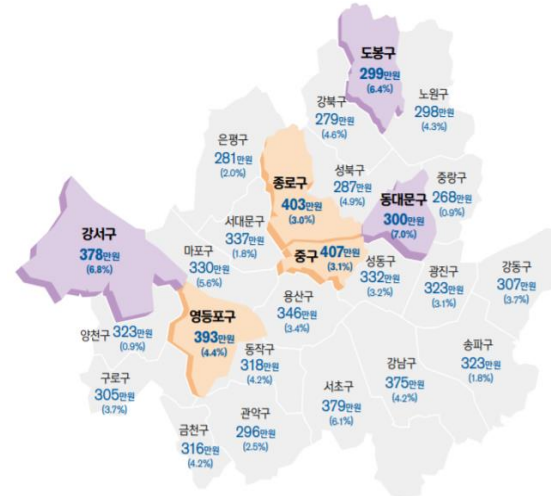 도봉구
299만원
(6.4%)
강북구
279만원
(4.6%)
노원구
298만원
(4.3%)
은평구
281만원
(2.0%)
종로구
403만원
(3.0%)
성북구
287만원
(4.9%)
동대문구
300만원
(7.0%)
중랑구
268만원
(0.9%)
강서구
378만원
(6.8%)
마포구
330만원
(5.6%)
서대문구
337만원
(1.8%)
중구 407만원
(3.1%)
성동구
332만원
(3.2%)
광진구
323만원
(3.1%)
강동구
307만원
(3.7%)
양천구 323만원
(0.9%)
영등포구
393만원
(4.4%)
용산구
346만원
(3.4%)
동작구
318만원
(4.2%)
구로구
305만원
(3.7%)
금천구
316만원
(4.2%)
관악구
296만원
(2.5%)
서초구
379만원
(6.1%)
강남구
375만원
(4.2%)
송파구
323만원
(1.8%)